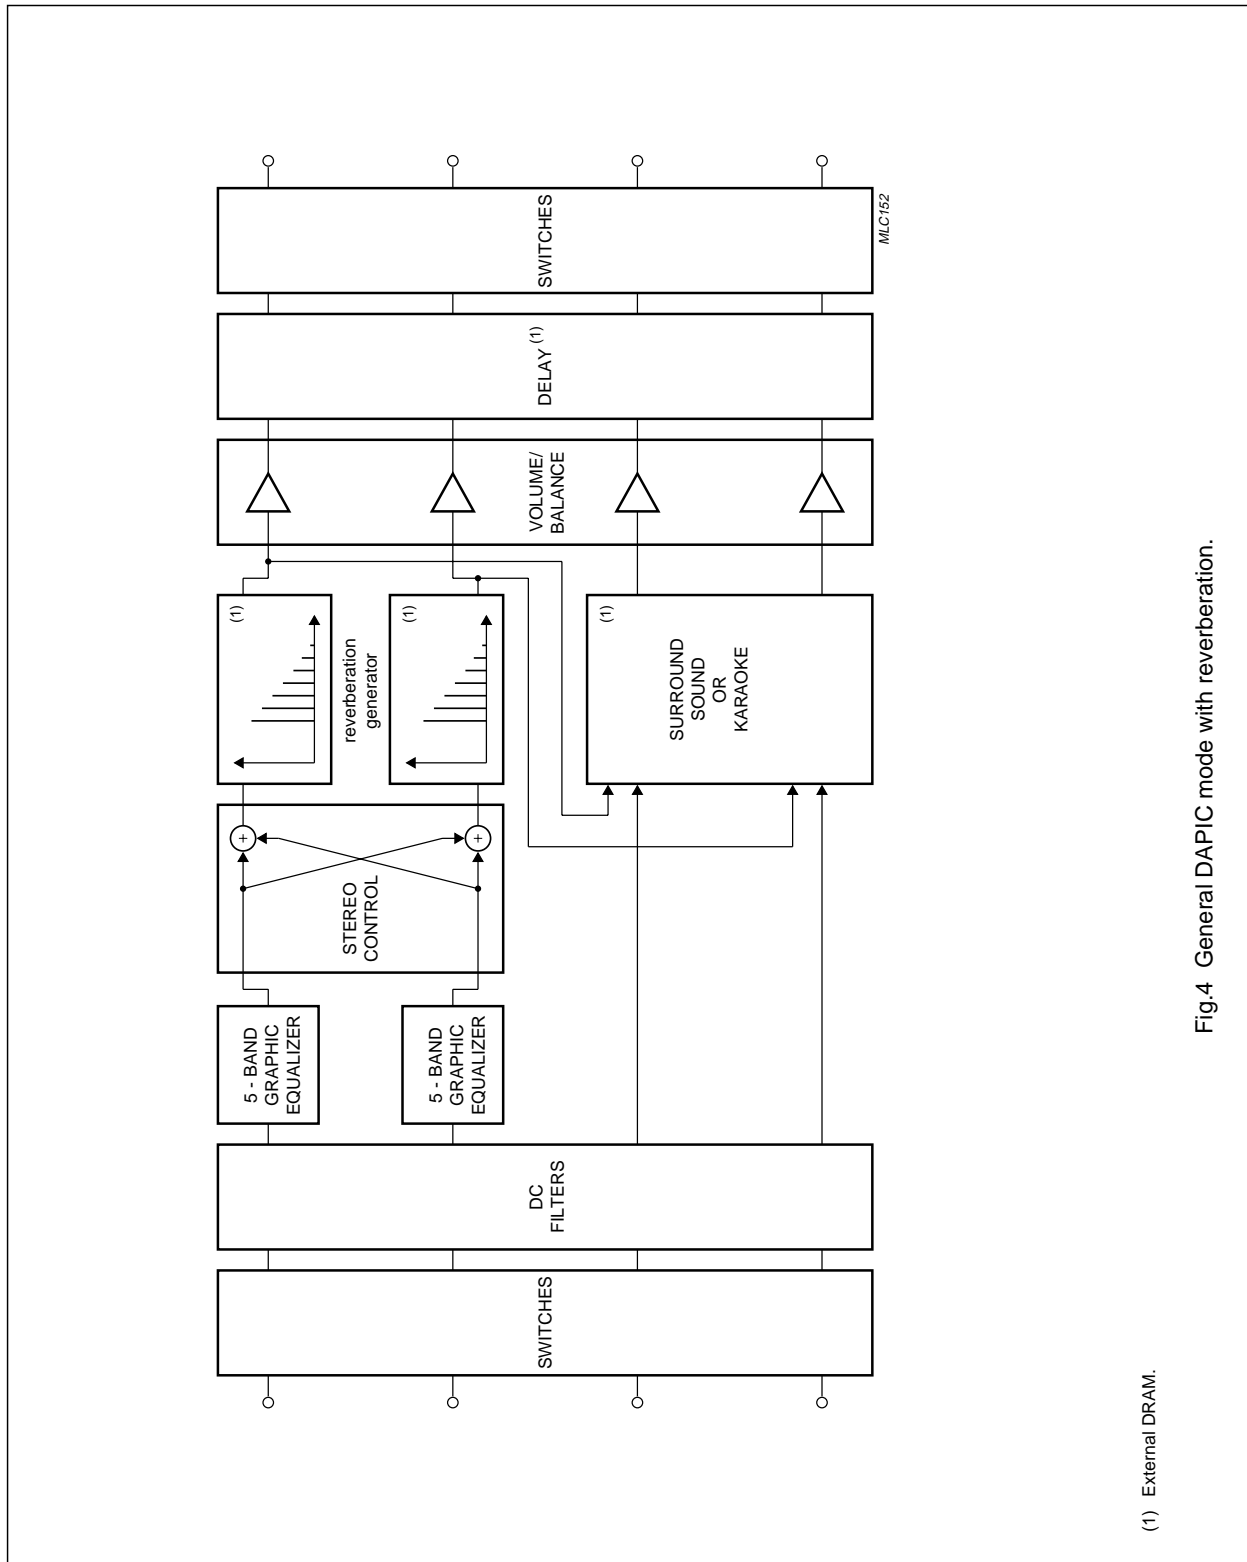 SWITCHES
DC
FILTERS
5 - BAND
GRAPHIC
EQUALIZER
5 - BAND
GRAPHIC
EQUALIZER
STEREO
CONTROL
+
+
(1)
reverberation
generator
(1)
(1)
SURROUND
SOUND
OR
KARAOKE
VOLUME/
BALANCE
DELAY (1)
SWITCHES
MLC152
(1) External DRAM.
Fig.4 General DAPIC mode with reverberation.